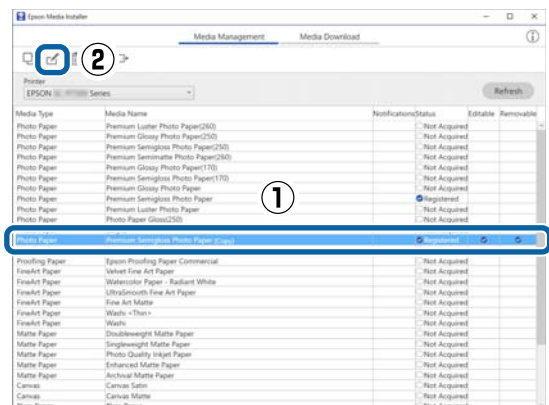 Epson Media Installer
Media Management Media Download
②
Printer
EPSON Series
Refresh
Media Type Media Name Notifications Status Editable Removable
Photo Paper Premium Luster Photo Paper(260) Not Acquired
Photo Paper Premium Glossy Photo Paper(250) Not Acquired
Photo Paper Premium Semigloss Photo Paper(250) Not Acquired
Photo Paper Premium Semimatte Photo Paper(260) Not Acquired
Photo Paper Premium Glossy Photo Paper(170) Not Acquired
Photo Paper Premium Semigloss Photo Paper(170) Not Acquired
Photo Paper Premium Glossy Photo Paper Not Acquired
Photo Paper Premium Semigloss Photo Paper Registered
Photo Paper Premium Luster Photo Paper Not Acquired
Photo Paper Photo Paper Gloss(250) Not Acquired
①
Photo Paper Premium Semigloss Photo Paper (Copy) Registered
Proofing Paper Epson Proofing Paper Commercial Not Acquired
FineArt Paper Velvet Fine Art Paper Not Acquired
FineArt Paper Watercolor Paper - Radiant White Not Acquired
FineArt Paper UltraSmooth Fine Art Paper Not Acquired
FineArt Paper Fine Art Matte Not Acquired
FineArt Paper Washi <Thin> Not Acquired
FineArt Paper Washi Not Acquired
Matte Paper Doubleweight Matte Paper Not Acquired
Matte Paper Singleweight Matte Paper Not Acquired
Matte Paper Photo Quality Inkjet Paper Not Acquired
Matte Paper Enhanced Matte Paper Not Acquired
Matte Paper Archival Matte Paper Not Acquired
Canvas Canvas Satin Not Acquired
Canvas Canvas Matte Not Acquired